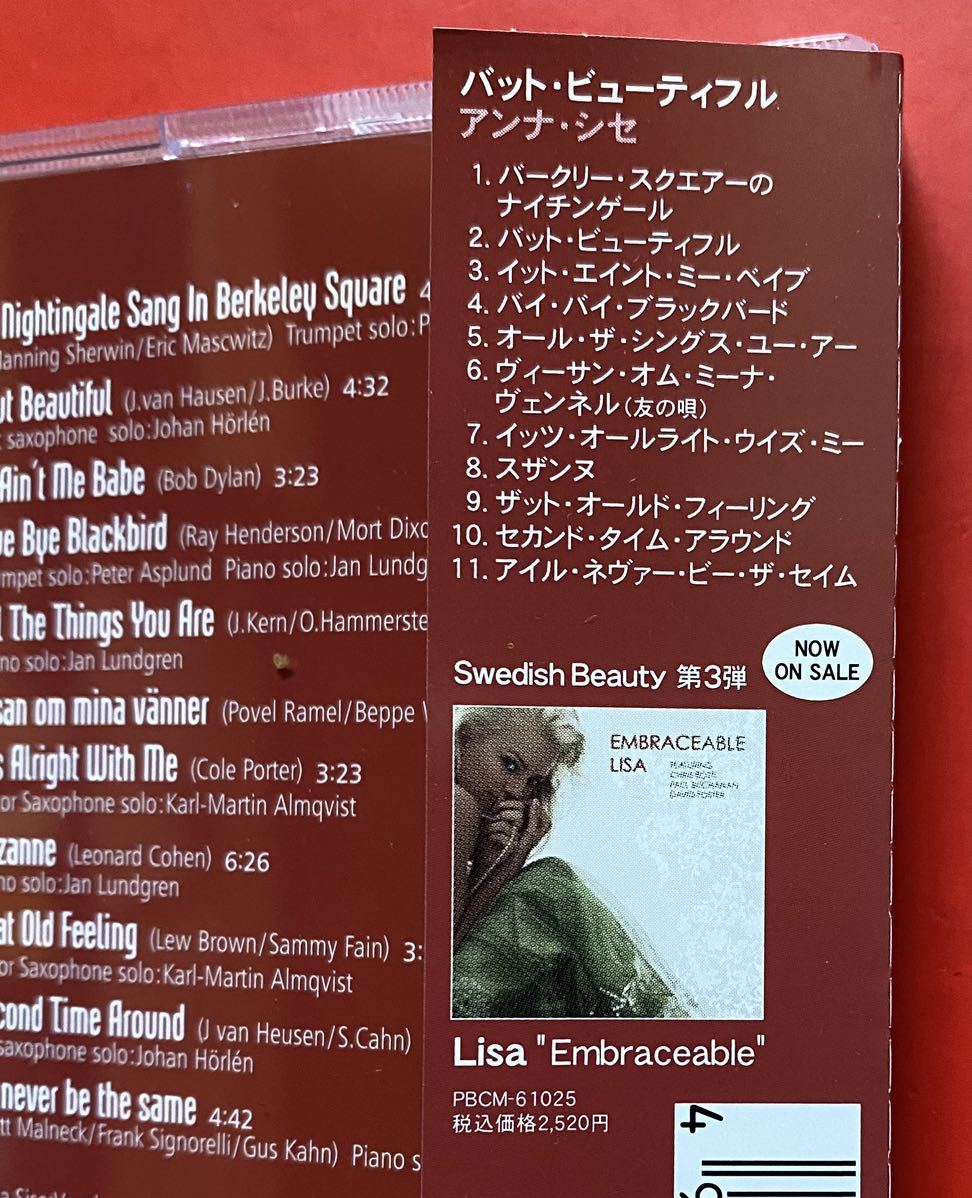 Nightingale Sang In Berkeley Square 4
anning Sherwin/Eric Mascwitz) Trumpet solo:P
ut Beautiful (J.van Hausen/J.Burke) 4:32
saxophone solo:Johan Hörlén
Ain't Me Babe (Bob Dylan) 3:23
ye Bye Blackbird (Ray Henderson/Mort Dixo
mpet solo:Peter Asplund Piano solo:Jan Lundg
l The Things You Are (J.Kern/O.Hammerste
no solo:Jan Lundgren
san om mina vänner (Povel Ramel/Beppe
s Alright With Me (Cole Porter) 3:23
or Saxophone solo:Karl-Martin Almqvist
zanne (Leonard Cohen) 6:26
no solo:Jan Lundgren
at Old Feeling (Lew Brown/Sammy Fain) 3:
or Saxophone solo:Karl-Martin Almqvist
cond Time Around (J van Heusen/S.Cahn)
saxophone solo:Johan Hörlén
never be the same 4:42
tt Malneck/Frank Signorelli/Gus Kahn) Piano s
バット・ビューティフル
アンナ・シセ
1. バークリー・スクエアーの
ナイチンゲール
2. バット・ビューティフル
3. イット・エイント・ミー・ベイブ
4. バイ・バイ・ブラックバード
5. オール・ザ・シングス・ユー・アー
6. ヴィーサン・オム・ミーナ・
ヴェンネル(友の唄)
7. イッツ・オールライト・ウイズ・ミー
8. スザンヌ
9. ザット・オールド・フィーリング
10. セカンド・タイム・アラウンド
11. アイル・ネヴァー・ビー・ザ・セイム
NOW
ON SALE
Swedish Beauty 第3弾
EMBRACEABLE
LISA
FEATURING
CHRIS BOTTI
PAUL BUCHANAN
DAVID FOSTER
Lisa "Embraceable"
PBCM-61025
税込価格2,520円
4